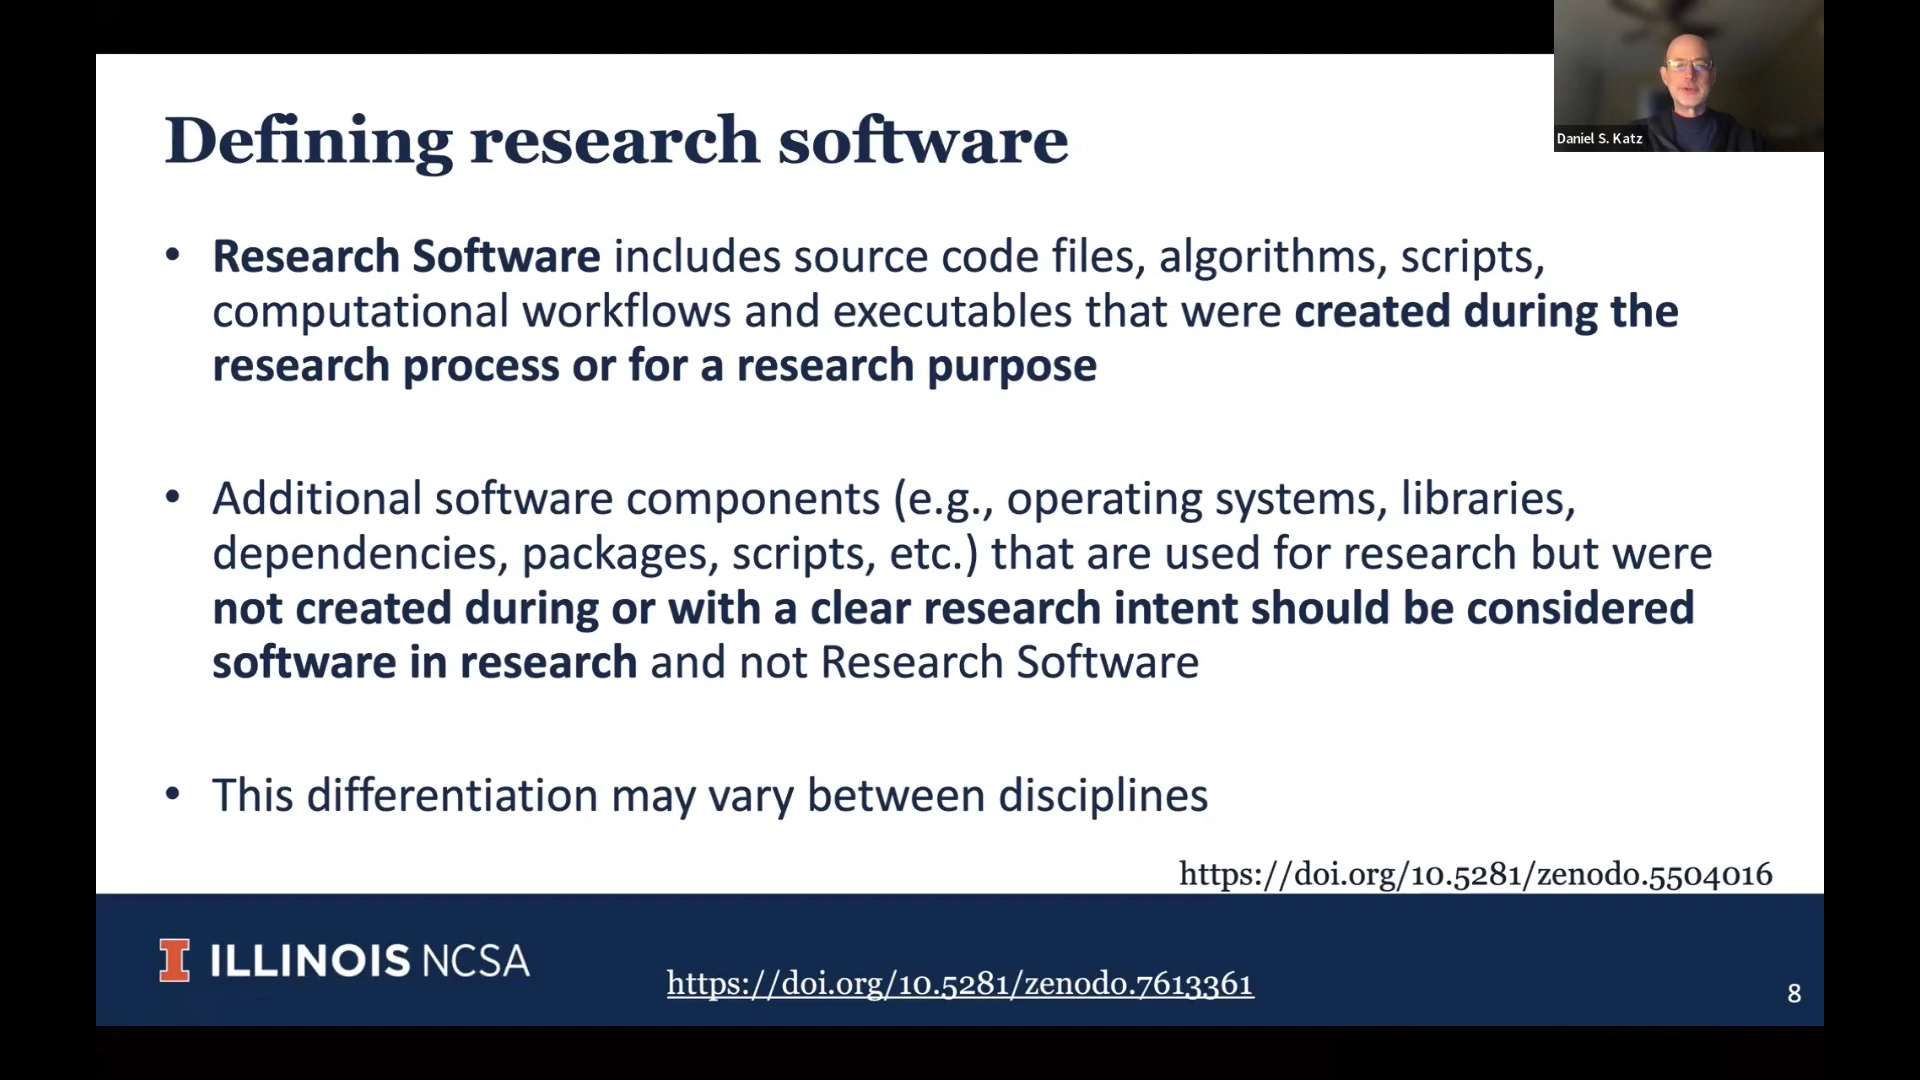 Daniel S. Katz
Defining research software
• Research Software includes source code files, algorithms, scripts,
computational workflows and executables that were created during the
research process or for a research purpose
• Additional software components (e.g., operating systems, libraries,
dependencies, packages, scripts, etc.) that are used for research but were
not created during or with a clear research intent should be considered
software in research and not Research Software
• This differentiation may vary between disciplines
https://doi.org/10.5281/zenodo.5504016
I ILLINOIS NCSA
https://doi.org/10.5281/zenodo.7613361
8